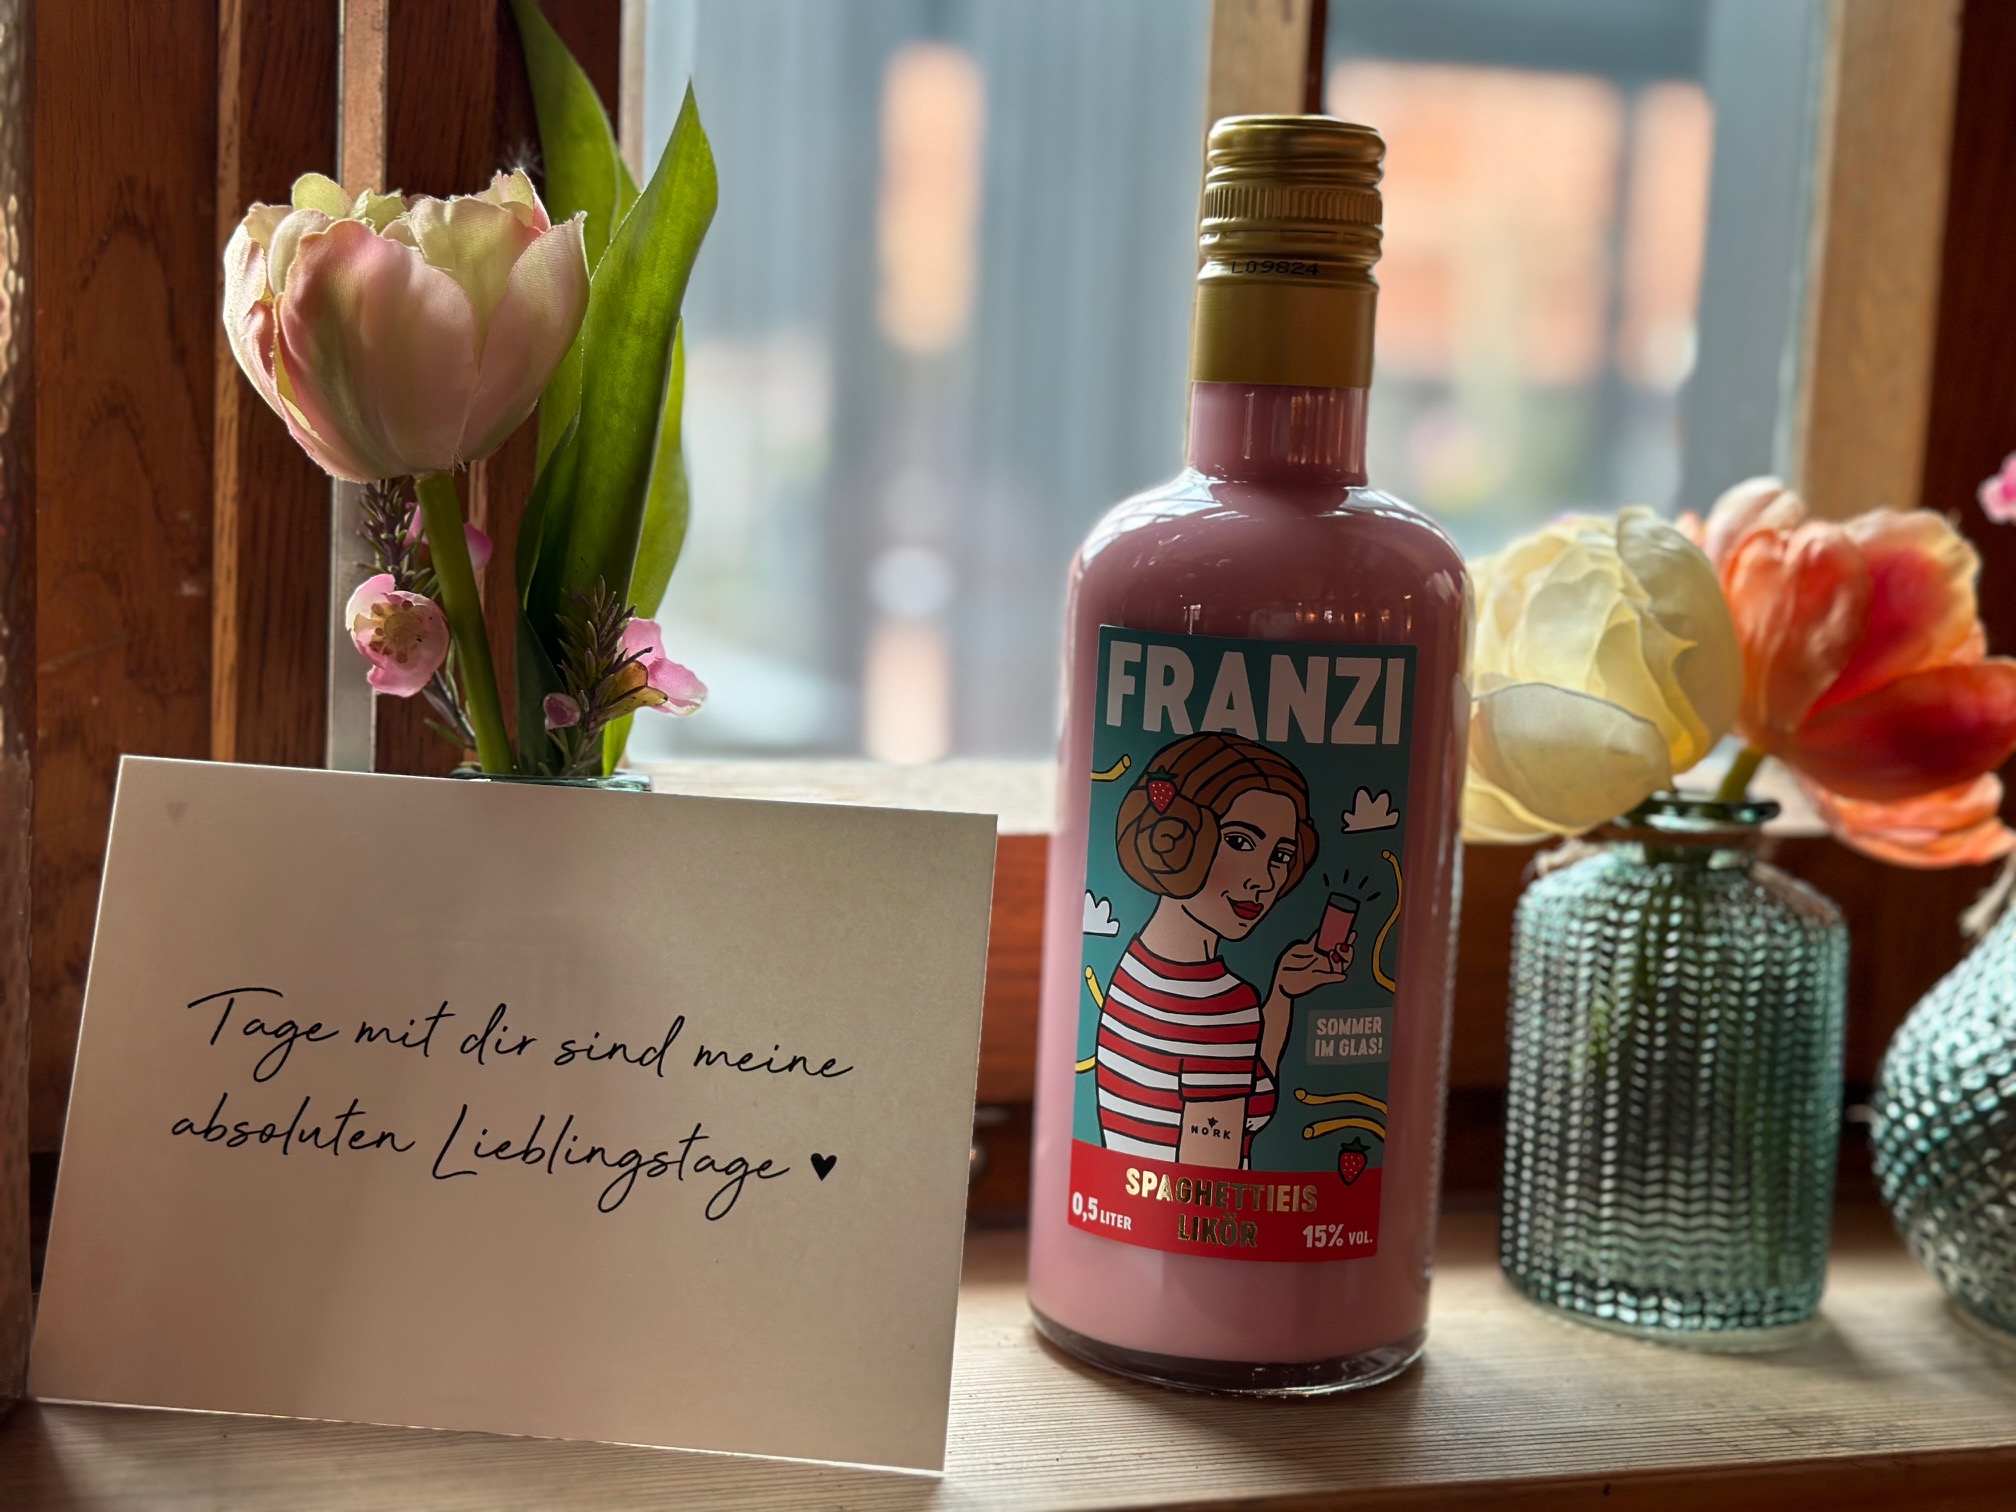 Tage mit dir sind meine
absoluten Lieblingstage ♥
L09824
FRANZI
SOMMER
IM GLAS!
NORK
SPAGHETTIEIS
LIKÖR
0,5 LITER
15% VOL.